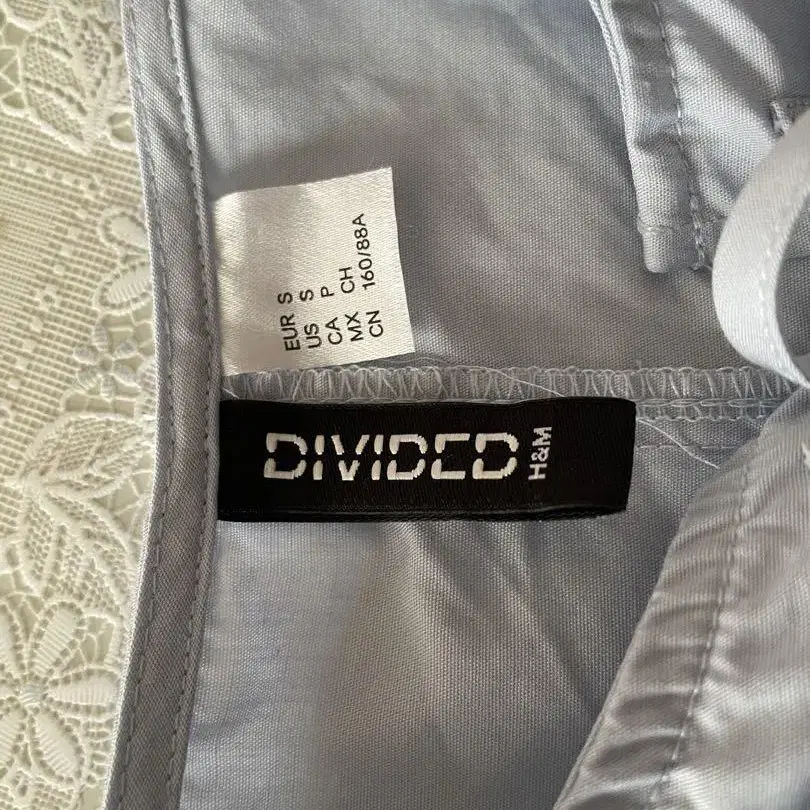 EUR S
US S
CA P
MX CH
CN 160/88A
DIVIDED
H&M